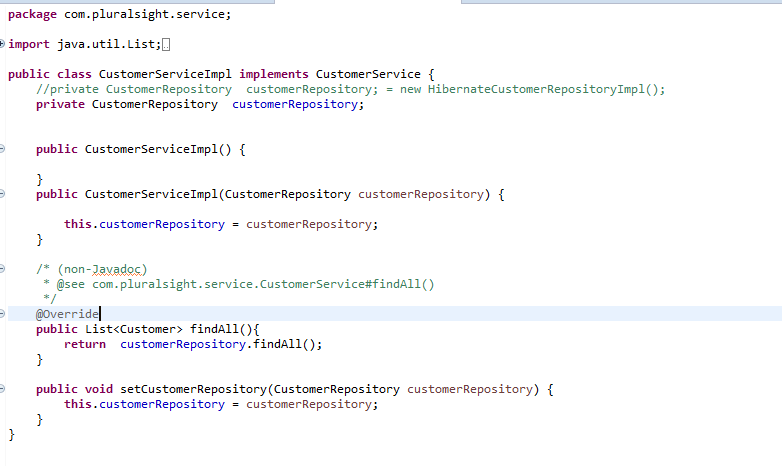 package com.pluralsight.service;
import java.util.List;
public class CustomerServiceImpl implements CustomerService {
//private CustomerRepository  customerRepository; = new HibernateCustomerRepositoryImpl();
private CustomerRepository  customerRepository;
public CustomerServiceImpl() {
}
public CustomerServiceImpl(CustomerRepository customerRepository) {
this.customerRepository = customerRepository;
}
/* (non-Javadoc)
* @see com.pluralsight.service.CustomerService#findAll()
*/
@Override
public List<Customer> findAll(){
return  customerRepository.findAll();
}
public void setCustomerRepository(CustomerRepository customerRepository) {
this.customerRepository = customerRepository;
}
}